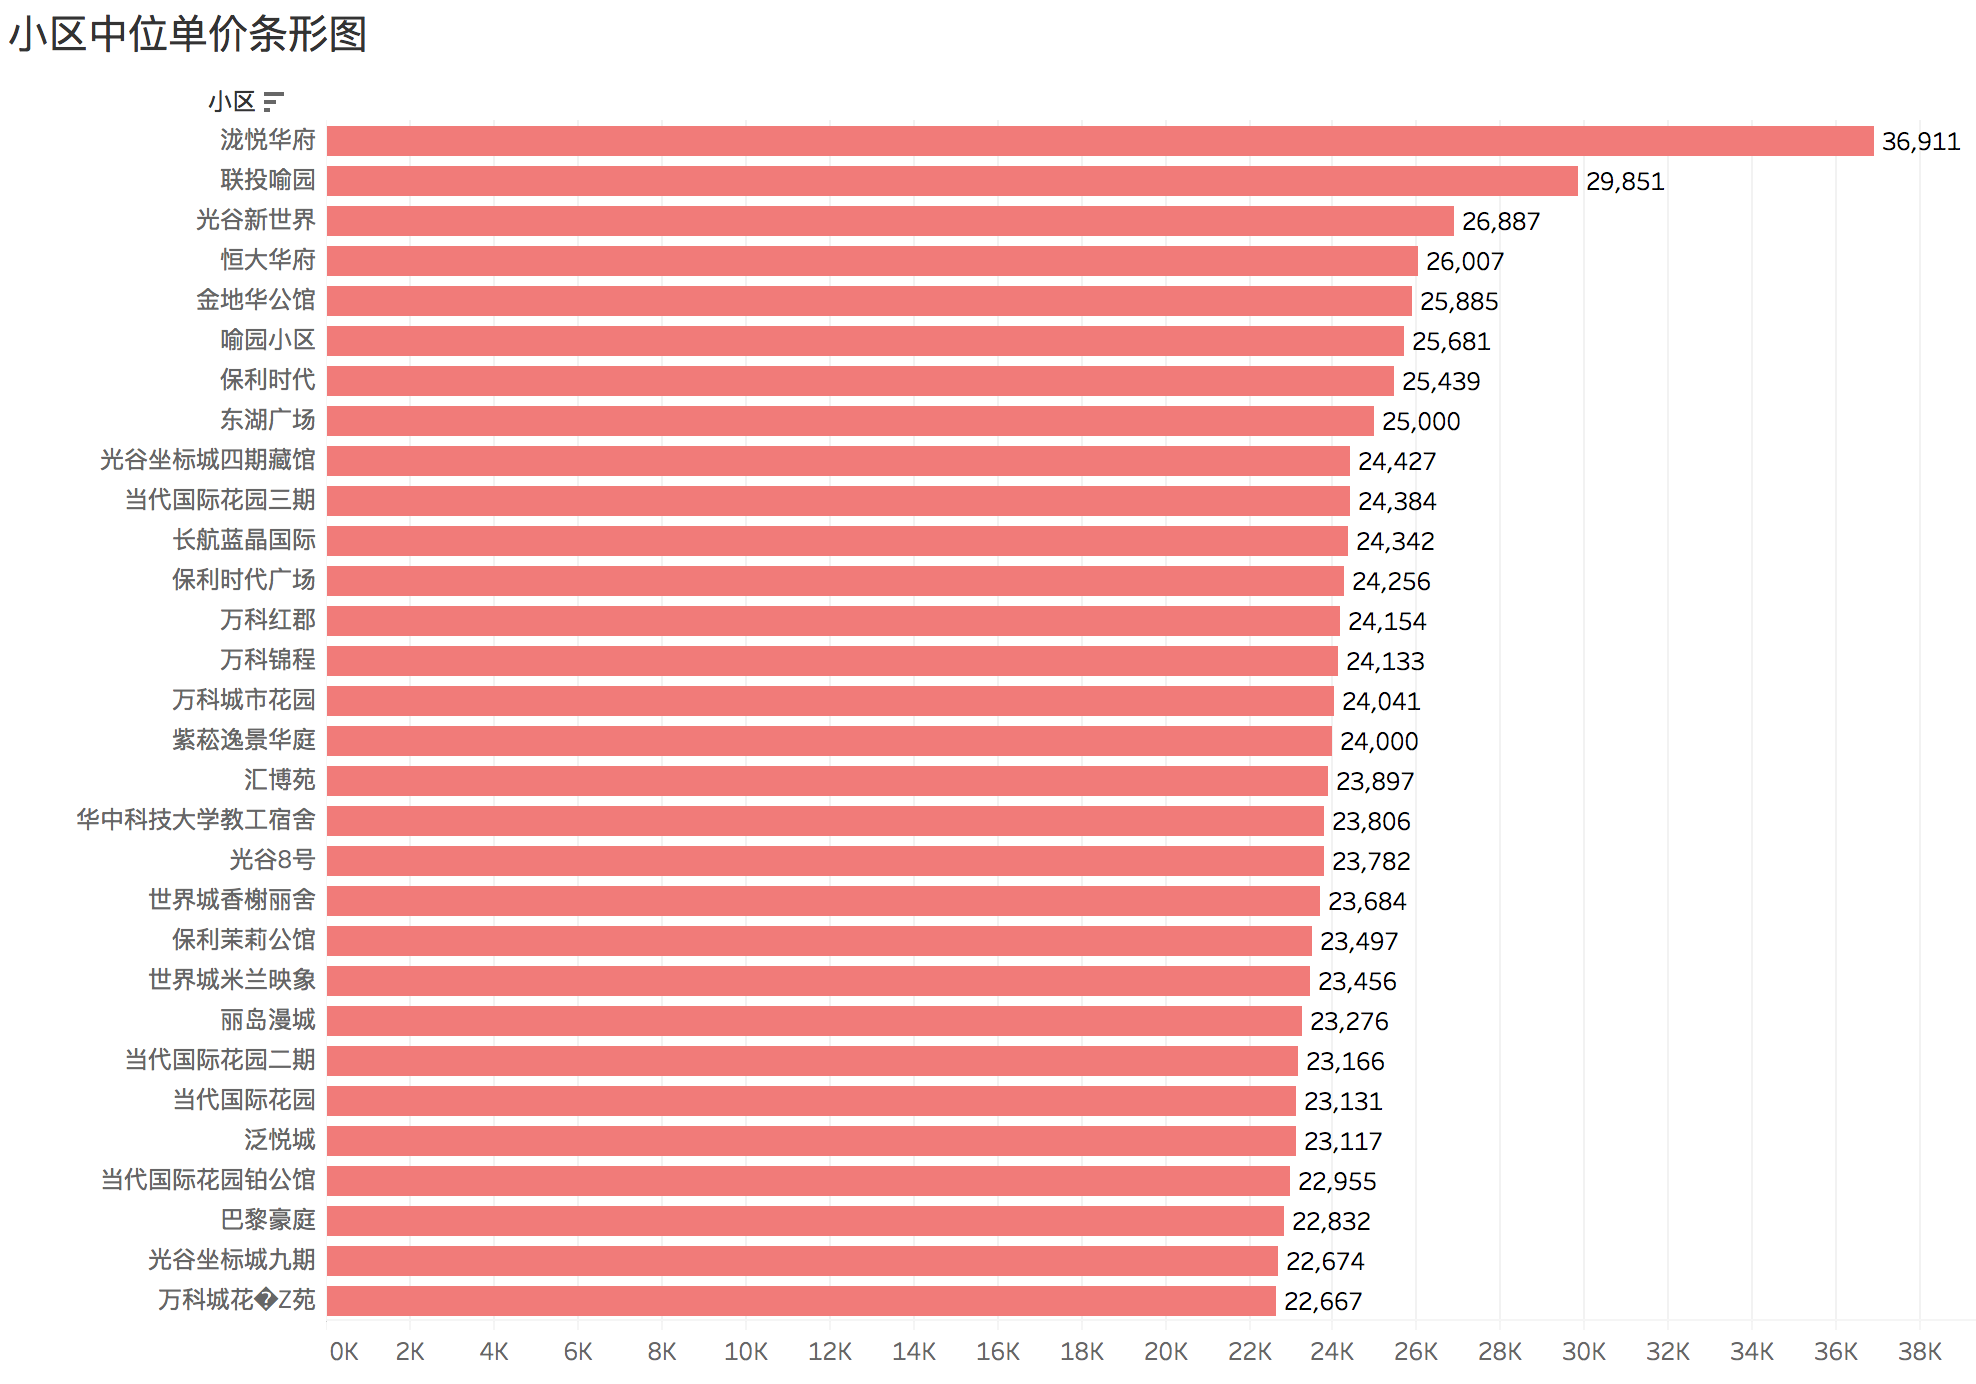 小区中位单价条形图
小区
泷悦华府 36,911
联投喻园 29,851
光谷新世界 26,887
恒大华府 26,007
金地华公馆 25,885
喻园小区 25,681
保利时代 25,439
东湖广场 25,000
光谷坐标城四期藏馆 24,427
当代国际花园三期 24,384
长航蓝晶国际 24,342
保利时代广场 24,256
万科红郡 24,154
万科锦程 24,133
万科城市花园 24,041
紫菘逸景华庭 24,000
汇博苑 23,897
华中科技大学教工宿舍 23,806
光谷8号 23,782
世界城香榭丽舍 23,684
保利茉莉公馆 23,497
世界城米兰映象 23,456
丽岛漫城 23,276
当代国际花园二期 23,166
当代国际花园 23,131
泛悦城 23,117
当代国际花园铂公馆 22,955
巴黎豪庭 22,832
光谷坐标城九期 22,674
万科城花�Z苑 22,667
0K 2K 4K 6K 8K 10K 12K 14K 16K 18K 20K 22K 24K 26K 28K 30K 32K 34K 36K 38K